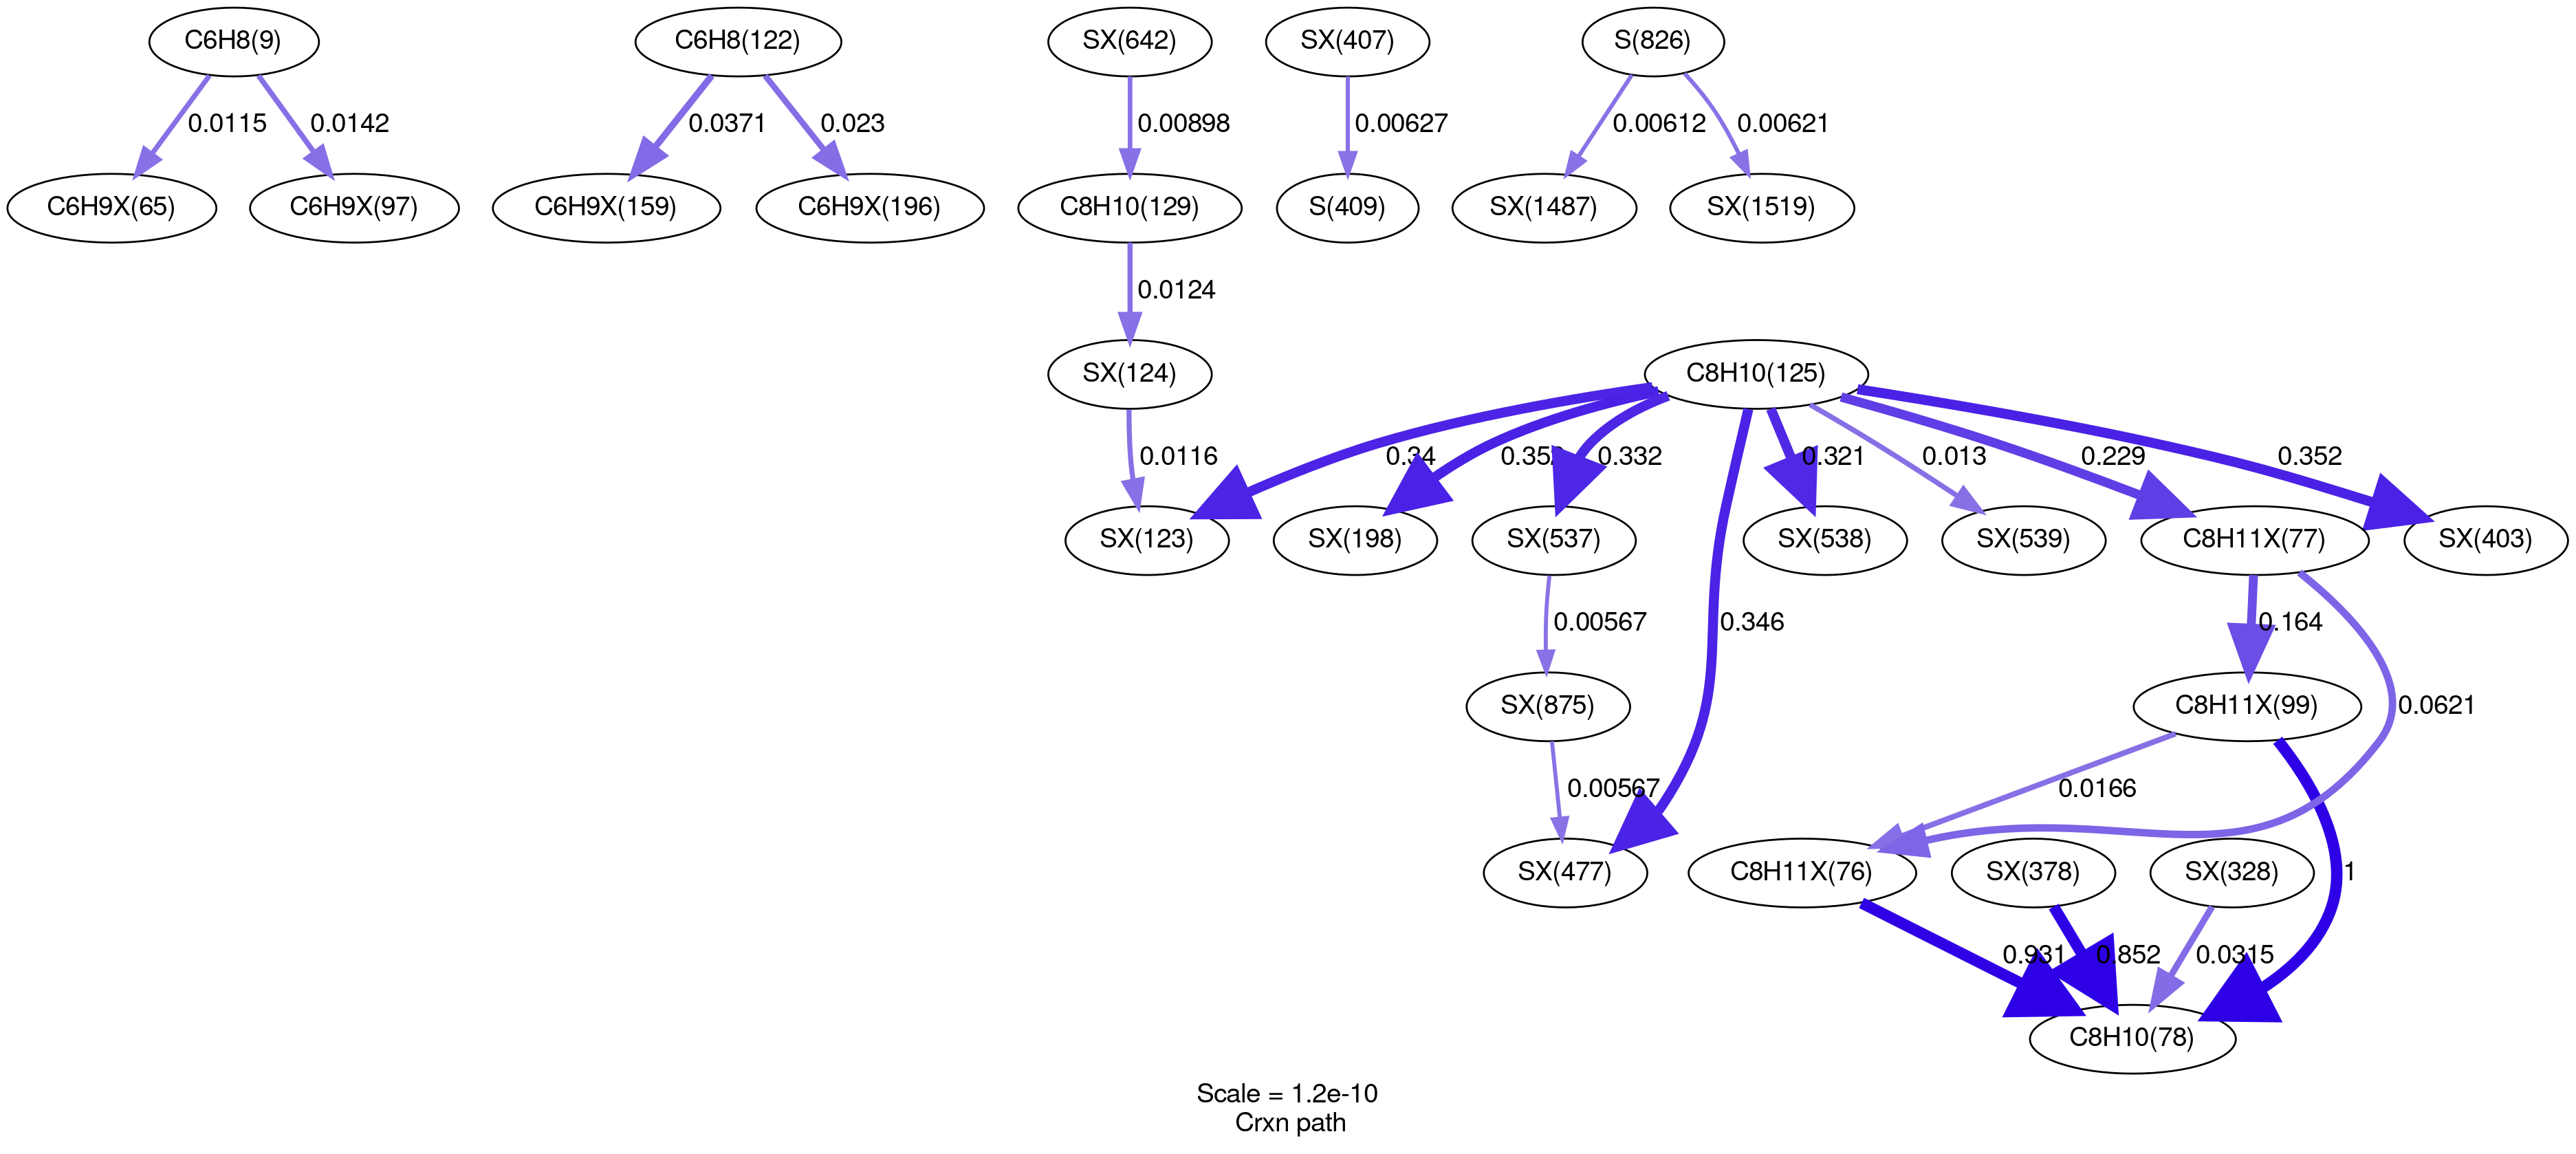 C6H8(9)
C6H8(122)
SX(642)
SX(407)
S(826)
0.0115
0.0142
0.0371
0.023
0.00898
0.00627
0.00612
0.00621
C6H9X(65)
C6H9X(97)
C6H9X(159)
C6H9X(196)
C8H10(129)
S(409)
SX(1487)
SX(1519)
0.0124
SX(124)
C8H10(125)
0.0116
0.34
0.332
0.321
0.013
0.229
0.352
SX(123)
SX(198)
SX(537)
SX(538)
SX(539)
C8H11X(77)
SX(403)
0.00567
0.346
0.164
SX(875)
C8H11X(99)
0.0621
0.00567
0.0166
SX(477)
C8H11X(76)
SX(378)
SX(328)
1
0.931
0.852
0.0315
C8H10(78)
Scale = 1.2e-10
Crxn path